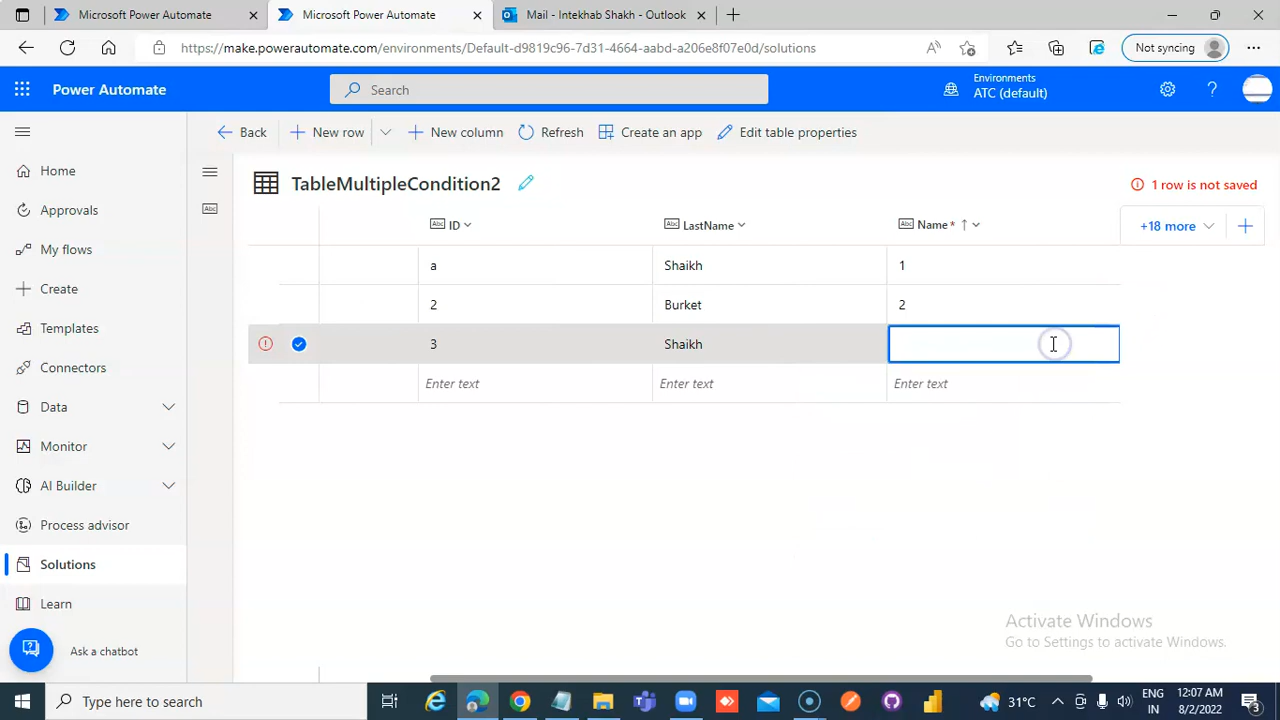 Microsoft Power Automate
Microsoft Power Automate
Mail - Intekhab Shakh - Outlook
https://make.powerautomate.com/environments/Default-d9819c96-7d31-4664-aabd-a206e8f07e0d/solutions
Not syncing
Power Automate
Search
Environments
ATC (default)
Back
New row
New column
Refresh
Create an app
Edit table properties
Home
Approvals
My flows
Create
Templates
Connectors
Data
Monitor
AI Builder
Process advisor
Solutions
Learn
Ask a chatbot
TableMultipleCondition2
1 row is not saved
Abc ID
Abc LastName
Abc Name *
+18 more
a Shaikh 1
2 Burket 2
3 Shaikh
Enter text Enter text Enter text
Activate Windows
Go to Settings to activate Windows.
Type here to search
31°C
ENG
IN
12:07 AM
8/2/2022
3